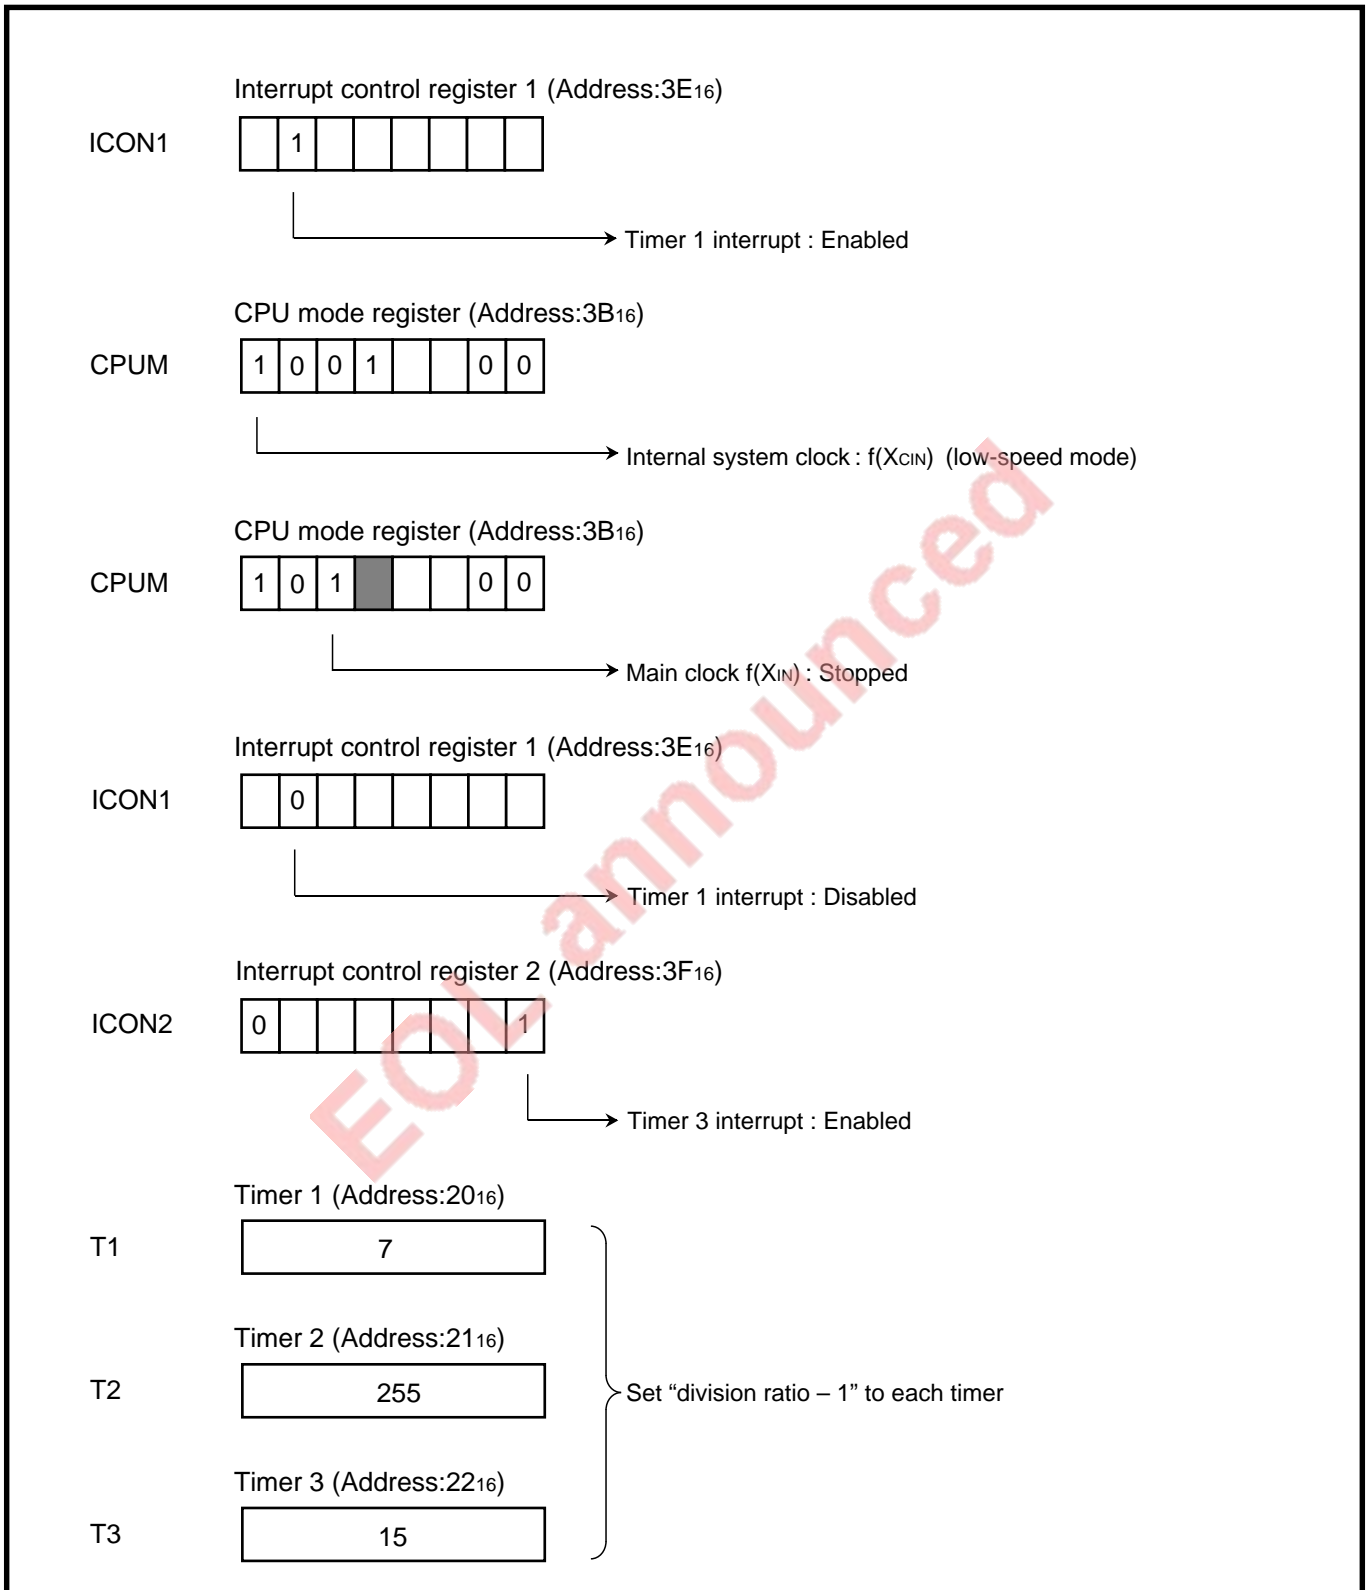 Interrupt control register 1 (Address:3E16)
ICON1 1
Timer 1 interrupt : Enabled
CPU mode register (Address:3B16)
CPUM 1 0 0 1 0 0
Internal system clock : f(XCIN) (low-speed mode)
CPU mode register (Address:3B16)
CPUM 1 0 1 0 0
Main clock f(XIN) : Stopped
Interrupt control register 1 (Address:3E16)
ICON1 0
Timer 1 interrupt : Disabled
Interrupt control register 2 (Address:3F16)
ICON2 0 1
Timer 3 interrupt : Enabled
Timer 1 (Address:2016)
T1 7
Timer 2 (Address:2116)
T2 255
Set “division ratio – 1” to each timer
Timer 3 (Address:2216)
T3 15
EOL announced